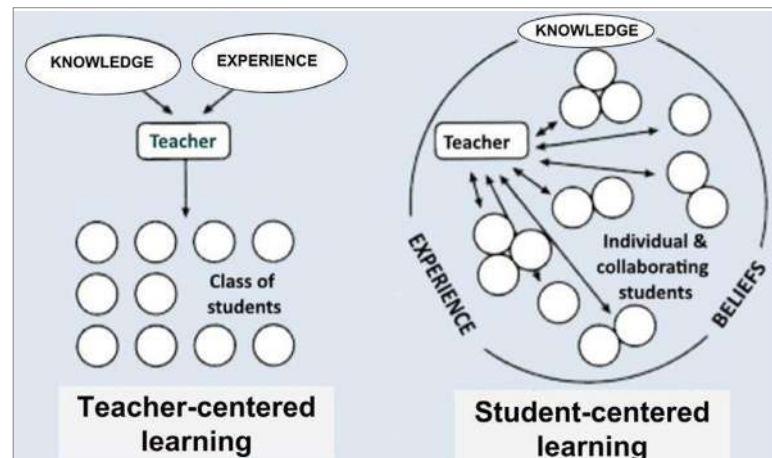 KNOWLEDGE
EXPERIENCE
Teacher
Class of
students
Teacher-centered
learning
KNOWLEDGE
Teacher
EXPERIENCE
Individual &
collaborating
students
BELIEFS
Student-centered
learning